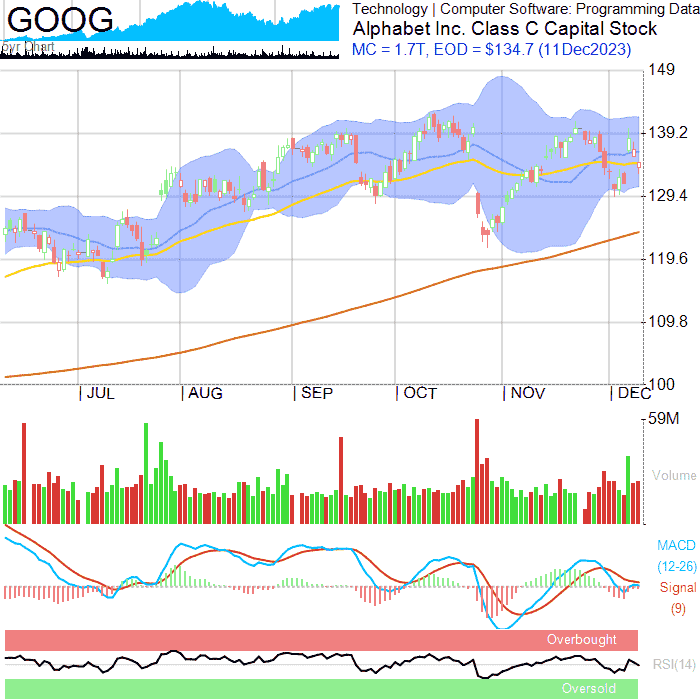 GOOG
Technology | Computer Software: Programming Data
Alphabet Inc. Class C Capital Stock
MC = 1.7T, EOD = $134.7 (11Dec2023)
Chart
149
139.2
129.4
119.6
109.8
100
| JUL | AUG | SEP | OCT | NOV | DEC
59M
Volume
MACD
(12-26)
Signal
(9)
Overbought
RSI(14)
Oversold